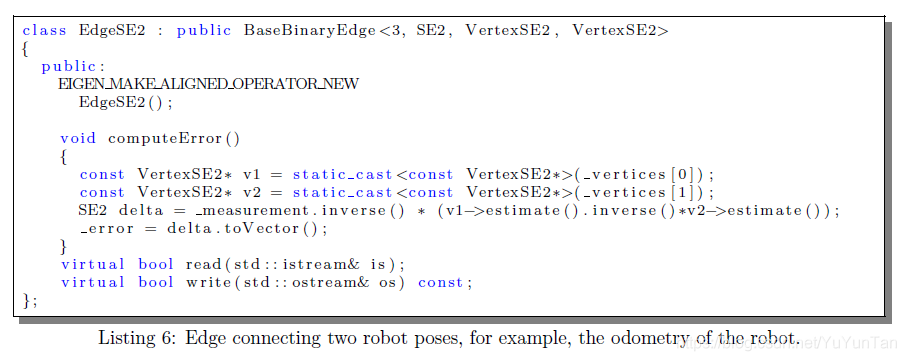 class EdgeSE2 : public BaseBinaryEdge<3, SE2, VertexSE2, VertexSE2>
{
public:
EIGEN_MAKE_ALIGNED_OPERATOR_NEW
EdgeSE2();
void computeError()
{
const VertexSE2* v1 = static_cast<const VertexSE2*>(_vertices[0]);
const VertexSE2* v2 = static_cast<const VertexSE2*>(_vertices[1]);
SE2 delta = _measurement.inverse() * (v1->estimate().inverse()*v2->estimate());
_error = delta.toVector();
}
virtual bool read(std::istream& is);
virtual bool write(std::ostream& os) const;
};
Listing 6: Edge connecting two robot poses, for example, the odometry of the robot.
https://blog.csdn.net/YuYunTan